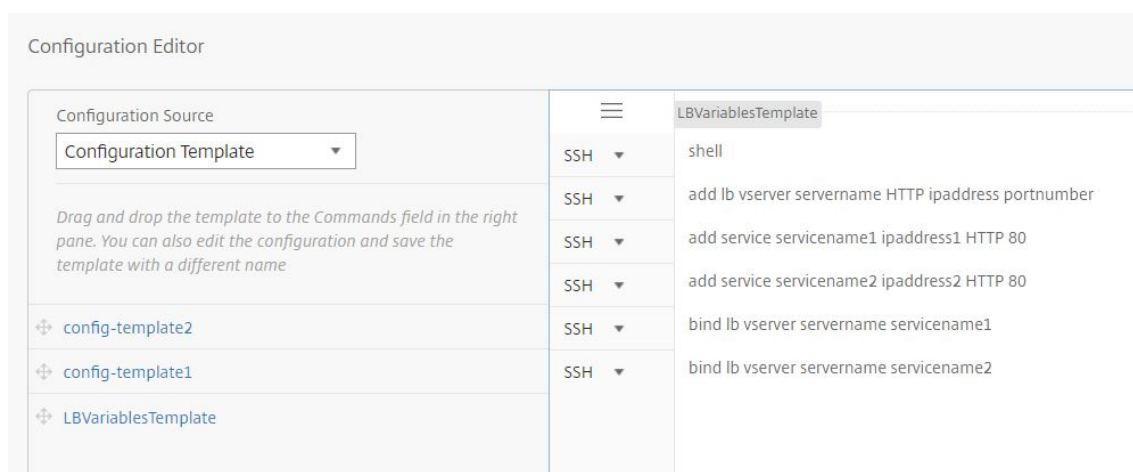 Configuration Editor
Configuration Source
Configuration Template
Drag and drop the template to the Commands field in the right
pane. You can also edit the configuration and save the
template with a different name
config-template2
config-template1
LBVariablesTemplate
LBVariablesTemplate
SSH shell
SSH add lb vserver servername HTTP ipaddress portnumber
SSH add service servicename1 ipaddress1 HTTP 80
SSH add service servicename2 ipaddress2 HTTP 80
SSH bind lb vserver servername servicename1
SSH bind lb vserver servername servicename2